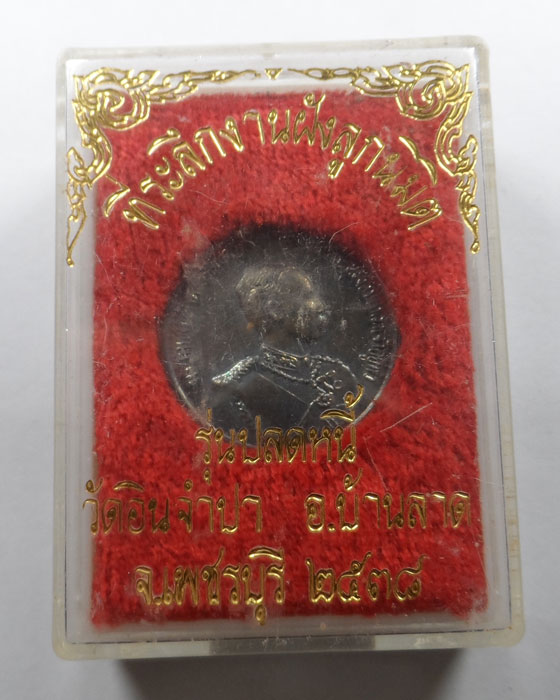 ที่ระลึกงานฝังลูกนิมิต
รุ่นปลดหนี้
วัดอินจำปา อ.บ้านลาด
จ.เพชรบุรี ๒๕๓๘